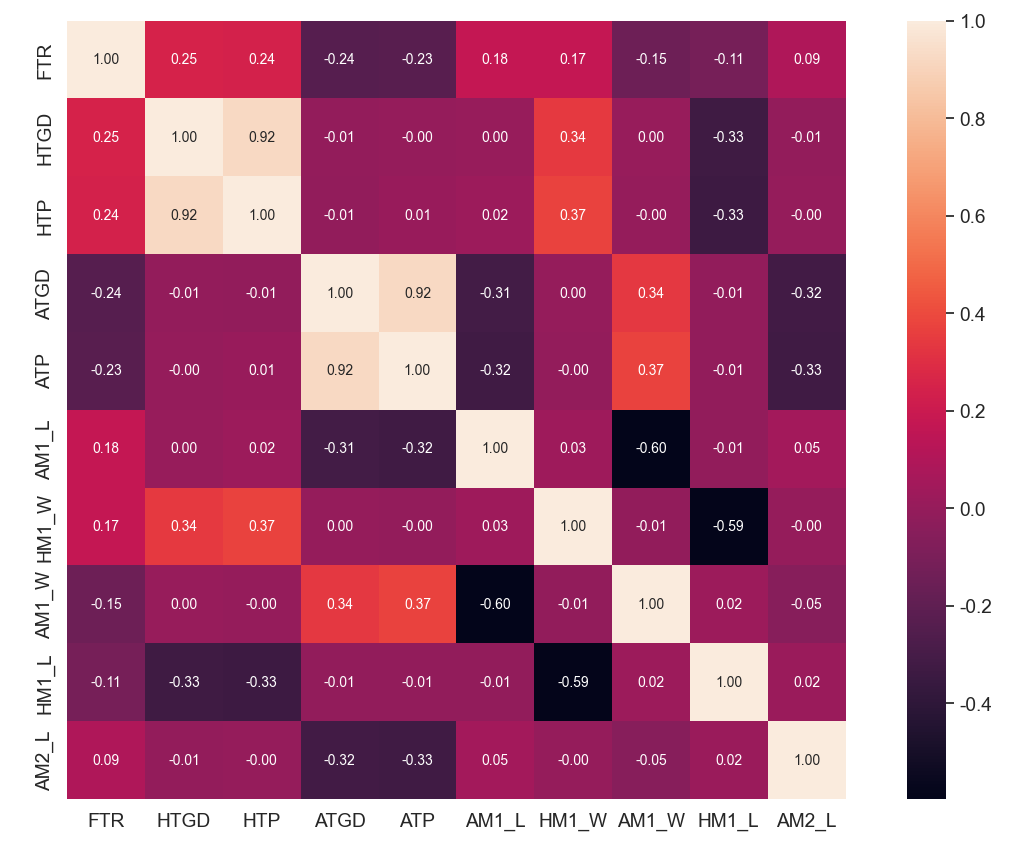 FTR 1.00 0.25 0.24 -0.24 -0.23 0.18 0.17 -0.15 -0.11 0.09
HTGD 0.25 1.00 0.92 -0.01 -0.00 0.00 0.34 0.00 -0.33 -0.01
HTP 0.24 0.92 1.00 -0.01 0.01 0.02 0.37 -0.00 -0.33 -0.00
ATGD -0.24 -0.01 -0.01 1.00 0.92 -0.31 0.00 0.34 -0.01 -0.32
ATP -0.23 -0.00 0.01 0.92 1.00 -0.32 -0.00 0.37 -0.01 -0.33
AM1_L 0.18 0.00 0.02 -0.31 -0.32 1.00 0.03 -0.60 -0.01 0.05
HM1_W 0.17 0.34 0.37 0.00 -0.00 0.03 1.00 -0.01 -0.59 -0.00
AM1_W -0.15 0.00 -0.00 0.34 0.37 -0.60 -0.01 1.00 0.02 -0.05
HM1_L -0.11 -0.33 -0.33 -0.01 -0.01 -0.01 -0.59 0.02 1.00 0.02
AM2_L 0.09 -0.01 -0.00 -0.32 -0.33 0.05 -0.00 -0.05 0.02 1.00
FTR HTGD HTP ATGD ATP AM1_L HM1_W AM1_W HM1_L AM2_L
1.0
0.8
0.6
0.4
0.2
0.0
-0.2
-0.4